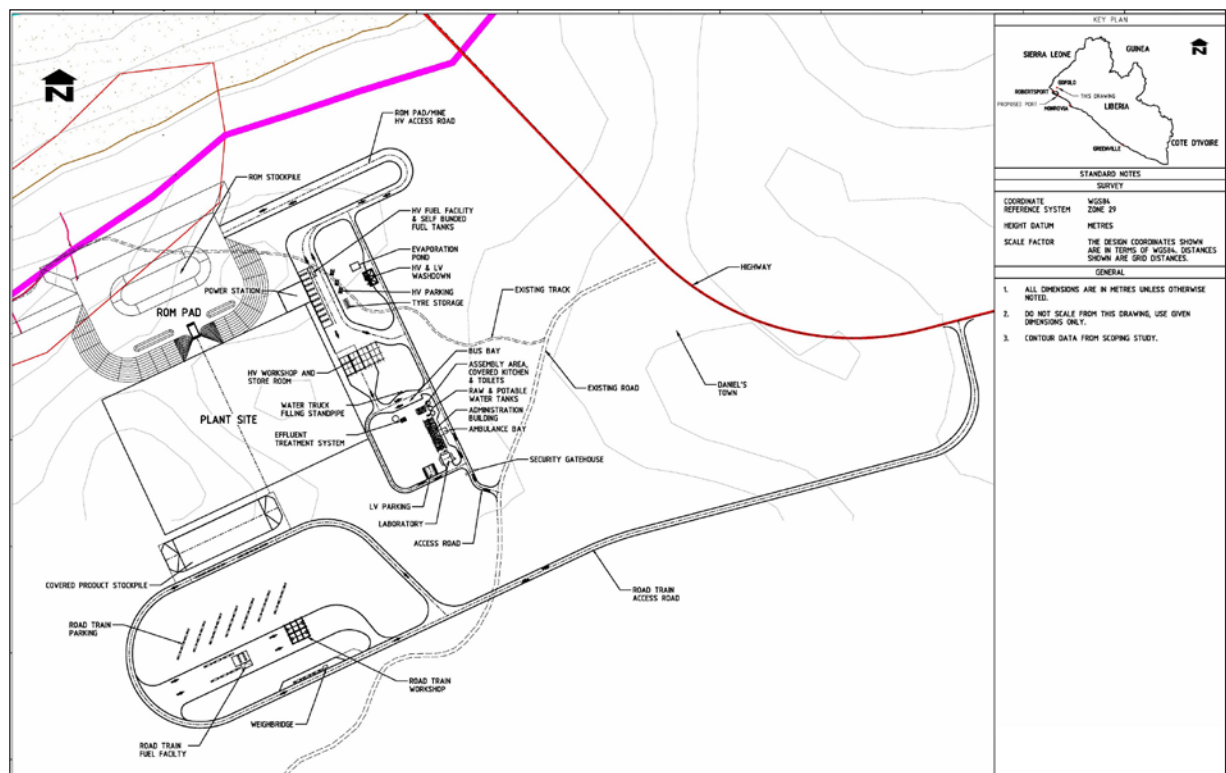 N
ROM PAD/MINE
HV ACCESS ROAD
ROM STOCKPILE
HV FUEL FACILITY
& SELF BUNDED
FUEL TANKS
EVAPORATION
POND
HV & LV
WASHDOWN
POWER STATION
HV PARKING
TYRE STORAGE
ROM PAD
EXISTING TRACK
HIGHWAY
BUS BAY
ASSEMBLY AREA,
COVERED KITCHEN
& TOILETS
HV WORKSHOP AND
STORE ROOM
RAW & POTABLE
WATER TANKS
EXISTING ROAD
DANIEL'S
TOWN
WATER TRUCK
FILLING STANDPIPE
ADMINISTRATION
BUILDING
PLANT SITE
AMBULANCE BAY
EFFLUENT
TREATMENT SYSTEM
SECURITY GATEHOUSE
LV PARKING
LABORATORY
ACCESS ROAD
COVERED PRODUCT STOCKPILE
ROAD TRAIN
ACCESS ROAD
ROAD TRAIN
PARKING
ROAD TRAIN
WORKSHOP
WEIGHBRIDGE
ROAD TRAIN
FUEL FACILTY
KEY PLAN
N
SIERRA LEONE
GUINEA
GOFOLO
ROBERTSPORT
THIS DRAWING
PROPOSED PORT
LIBERIA
MONROVIA
COTE D'IVOIRE
GREENVILLE
STANDARD NOTES
SURVEY
COORDINATE REFERENCE SYSTEM WGS84 ZONE 29
HEIGHT DATUM METRES
SCALE FACTOR THE DESIGN COORDINATES SHOWN
ARE IN TERMS OF WGS84. DISTANCES
SHOWN ARE GRID DISTANCES.
GENERAL
1. ALL DIMENSIONS ARE IN METRES UNLESS OTHERWISE
NOTED.
2. DO NOT SCALE FROM THIS DRAWING, USE GIVEN
DIMENSIONS ONLY.
3. CONTOUR DATA FROM SCOPING STUDY.